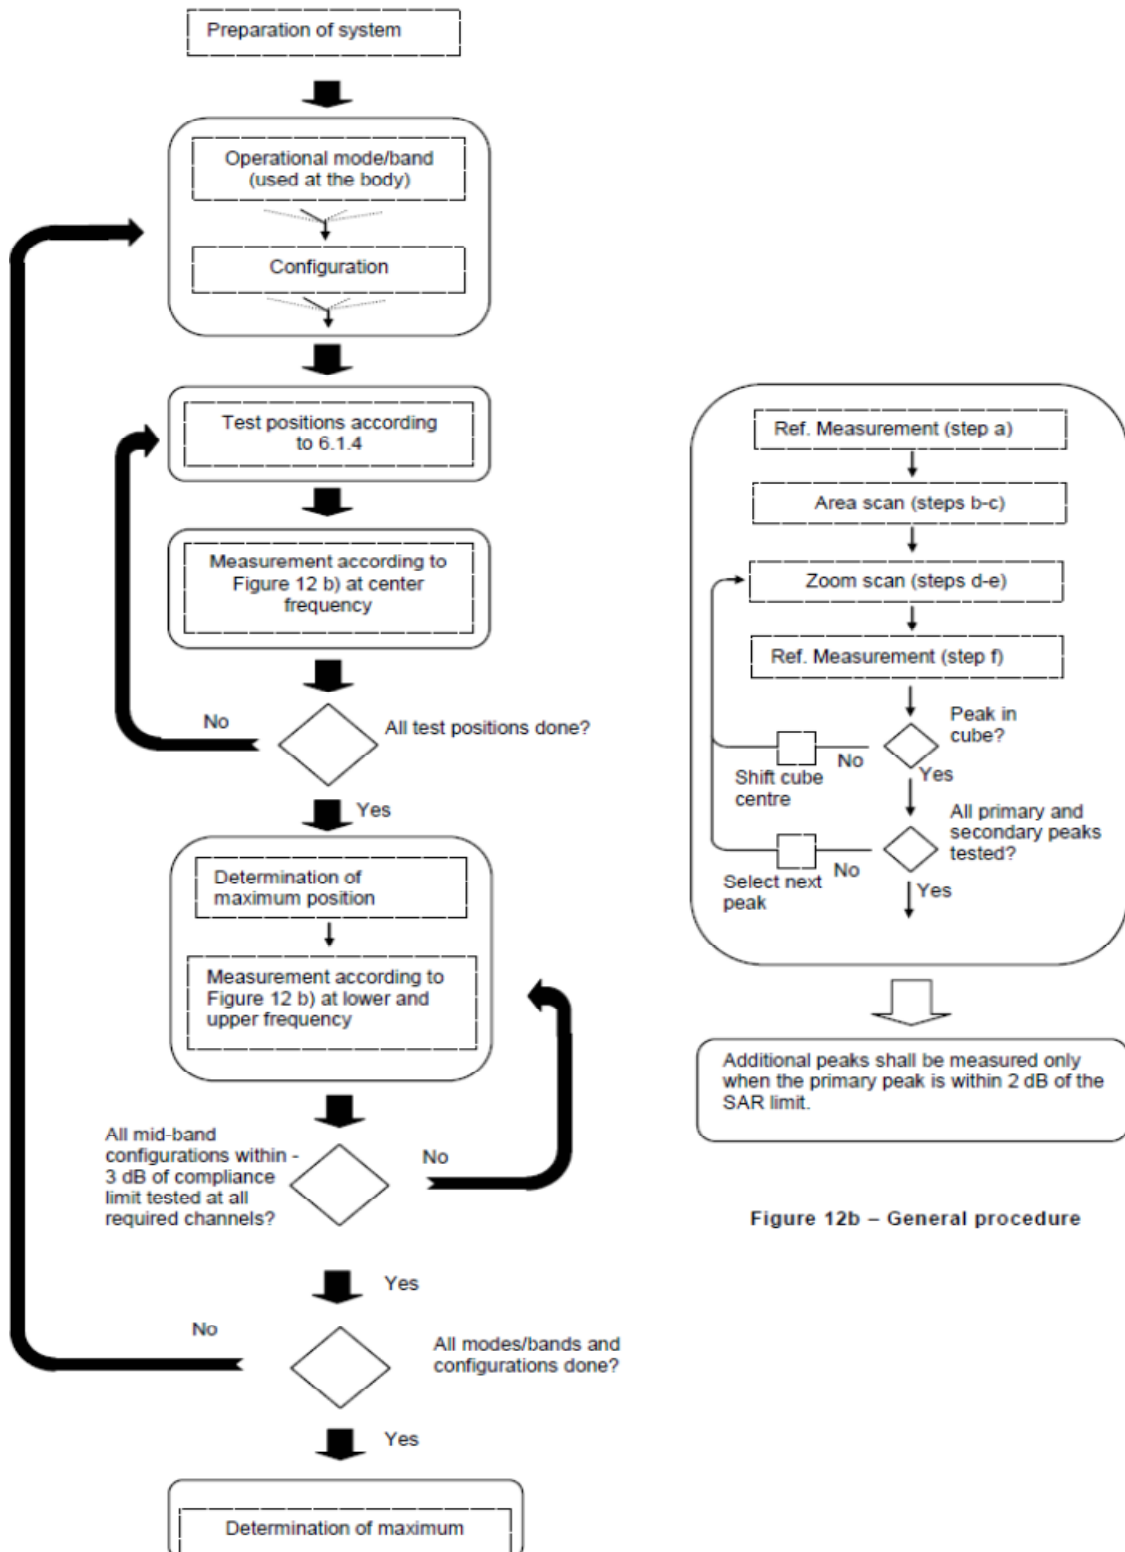 Preparation of system
Operational mode/band
(used at the body)
Configuration
Test positions according
to 6.1.4
Measurement according to
Figure 12 b) at center
frequency
No
All test positions done?
Yes
Determination of
maximum position
Measurement according to
Figure 12 b) at lower and
upper frequency
All mid-band
configurations within -
3 dB of compliance
limit tested at all
required channels?
No
Yes
No
All modes/bands and
configurations done?
Yes
Determination of maximum
Ref. Measurement (step a)
Area scan (steps b-c)
Zoom scan (steps d-e)
Ref. Measurement (step f)
Peak in
cube?
No
Shift cube
centre
Yes
All primary and
secondary peaks
tested?
No
Select next
peak
Yes
Additional peaks shall be measured only
when the primary peak is within 2 dB of the
SAR limit.
Figure 12b – General procedure